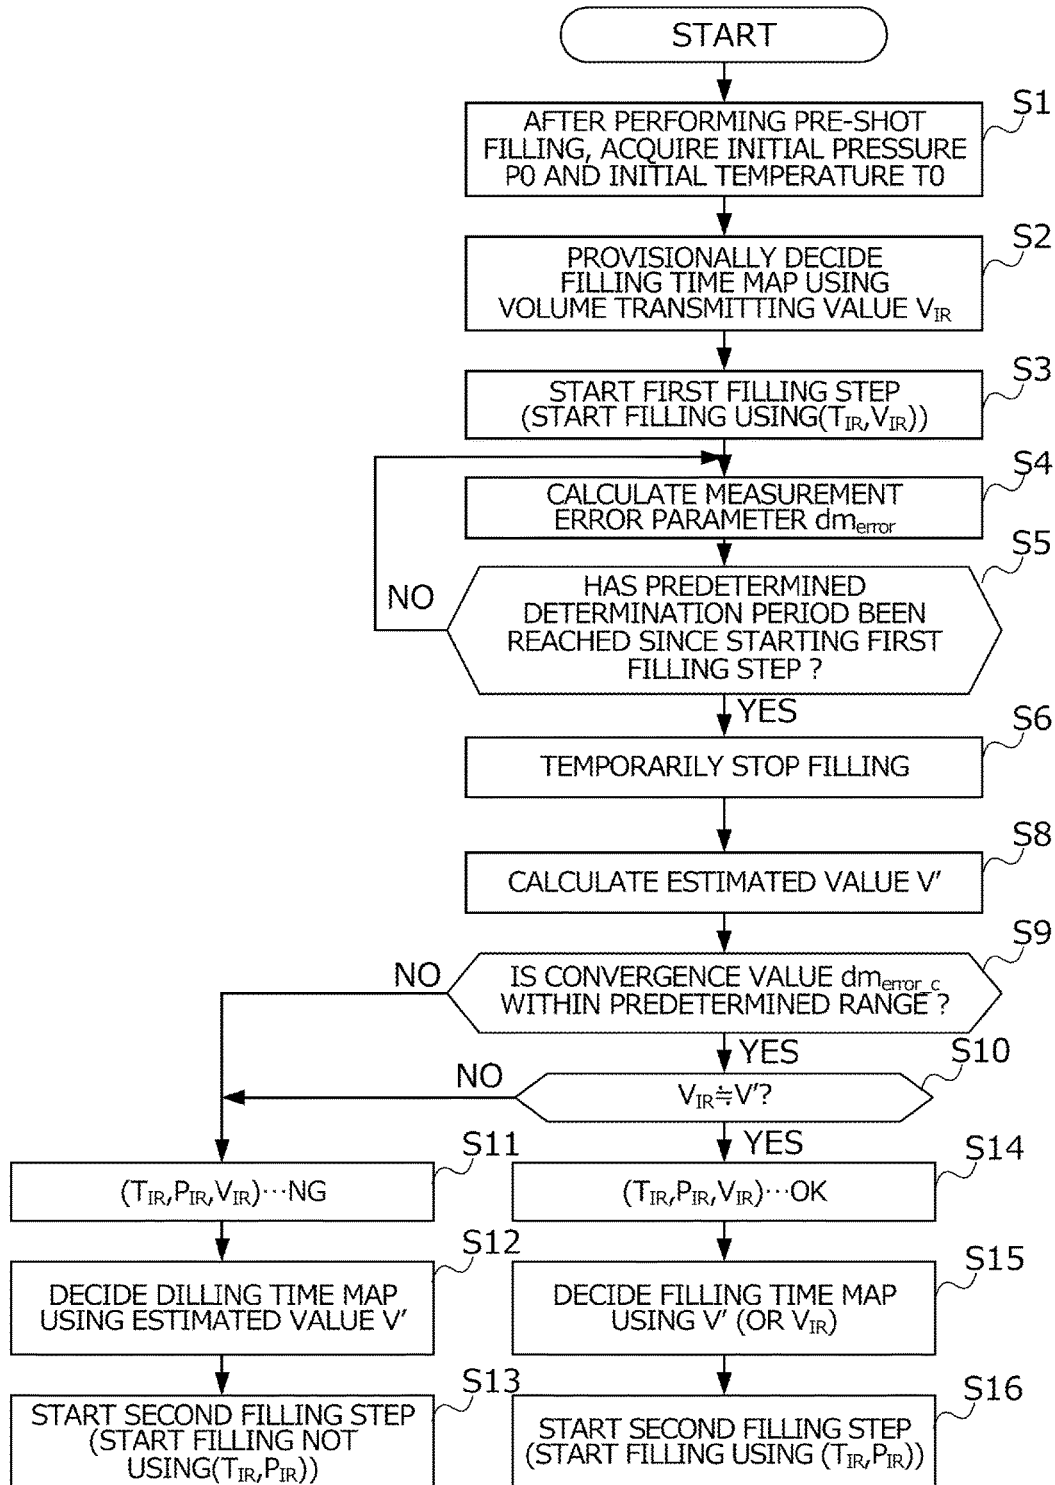 START
S1
AFTER PERFORMING PRE-SHOT
FILLING, ACQUIRE INITIAL PRESSURE
P0 AND INITIAL TEMPERATURE T0
S2
PROVISIONALLY DECIDE
FILLING TIME MAP USING
VOLUME TRANSMITTING VALUE VIR
S3
START FIRST FILLING STEP
(START FILLING USING(TIR,VIR))
S4
CALCULATE MEASUREMENT
ERROR PARAMETER dmerror
S5
NO
HAS PREDETERMINED
DETERMINATION PERIOD BEEN
REACHED SINCE STARTING FIRST
FILLING STEP ?
YES
S6
TEMPORARILY STOP FILLING
S8
CALCULATE ESTIMATED VALUE V'
S9
NO
IS CONVERGENCE VALUE dmerror_c
WITHIN PREDETERMINED RANGE ?
YES
S10
NO
VIR≒V'?
YES
S11
(TIR,PIR,VIR)···NG
S14
(TIR,PIR,VIR)···OK
S12
DECIDE DILLING TIME MAP
USING ESTIMATED VALUE V'
S15
DECIDE FILLING TIME MAP
USING V' (OR VIR)
S13
START SECOND FILLING STEP
(START FILLING NOT
USING(TIR,PIR))
S16
START SECOND FILLING STEP
(START FILLING USING (TIR,PIR))